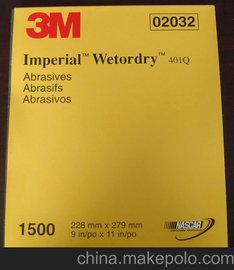 3M
02032
Imperial™ Wetordry™ 401Q
Abrasives
Abrasifs
Abrasivos
1500
228 mm x 279 mm
9 in/po x 11 in/po
NASCAR
china.makepolo.com